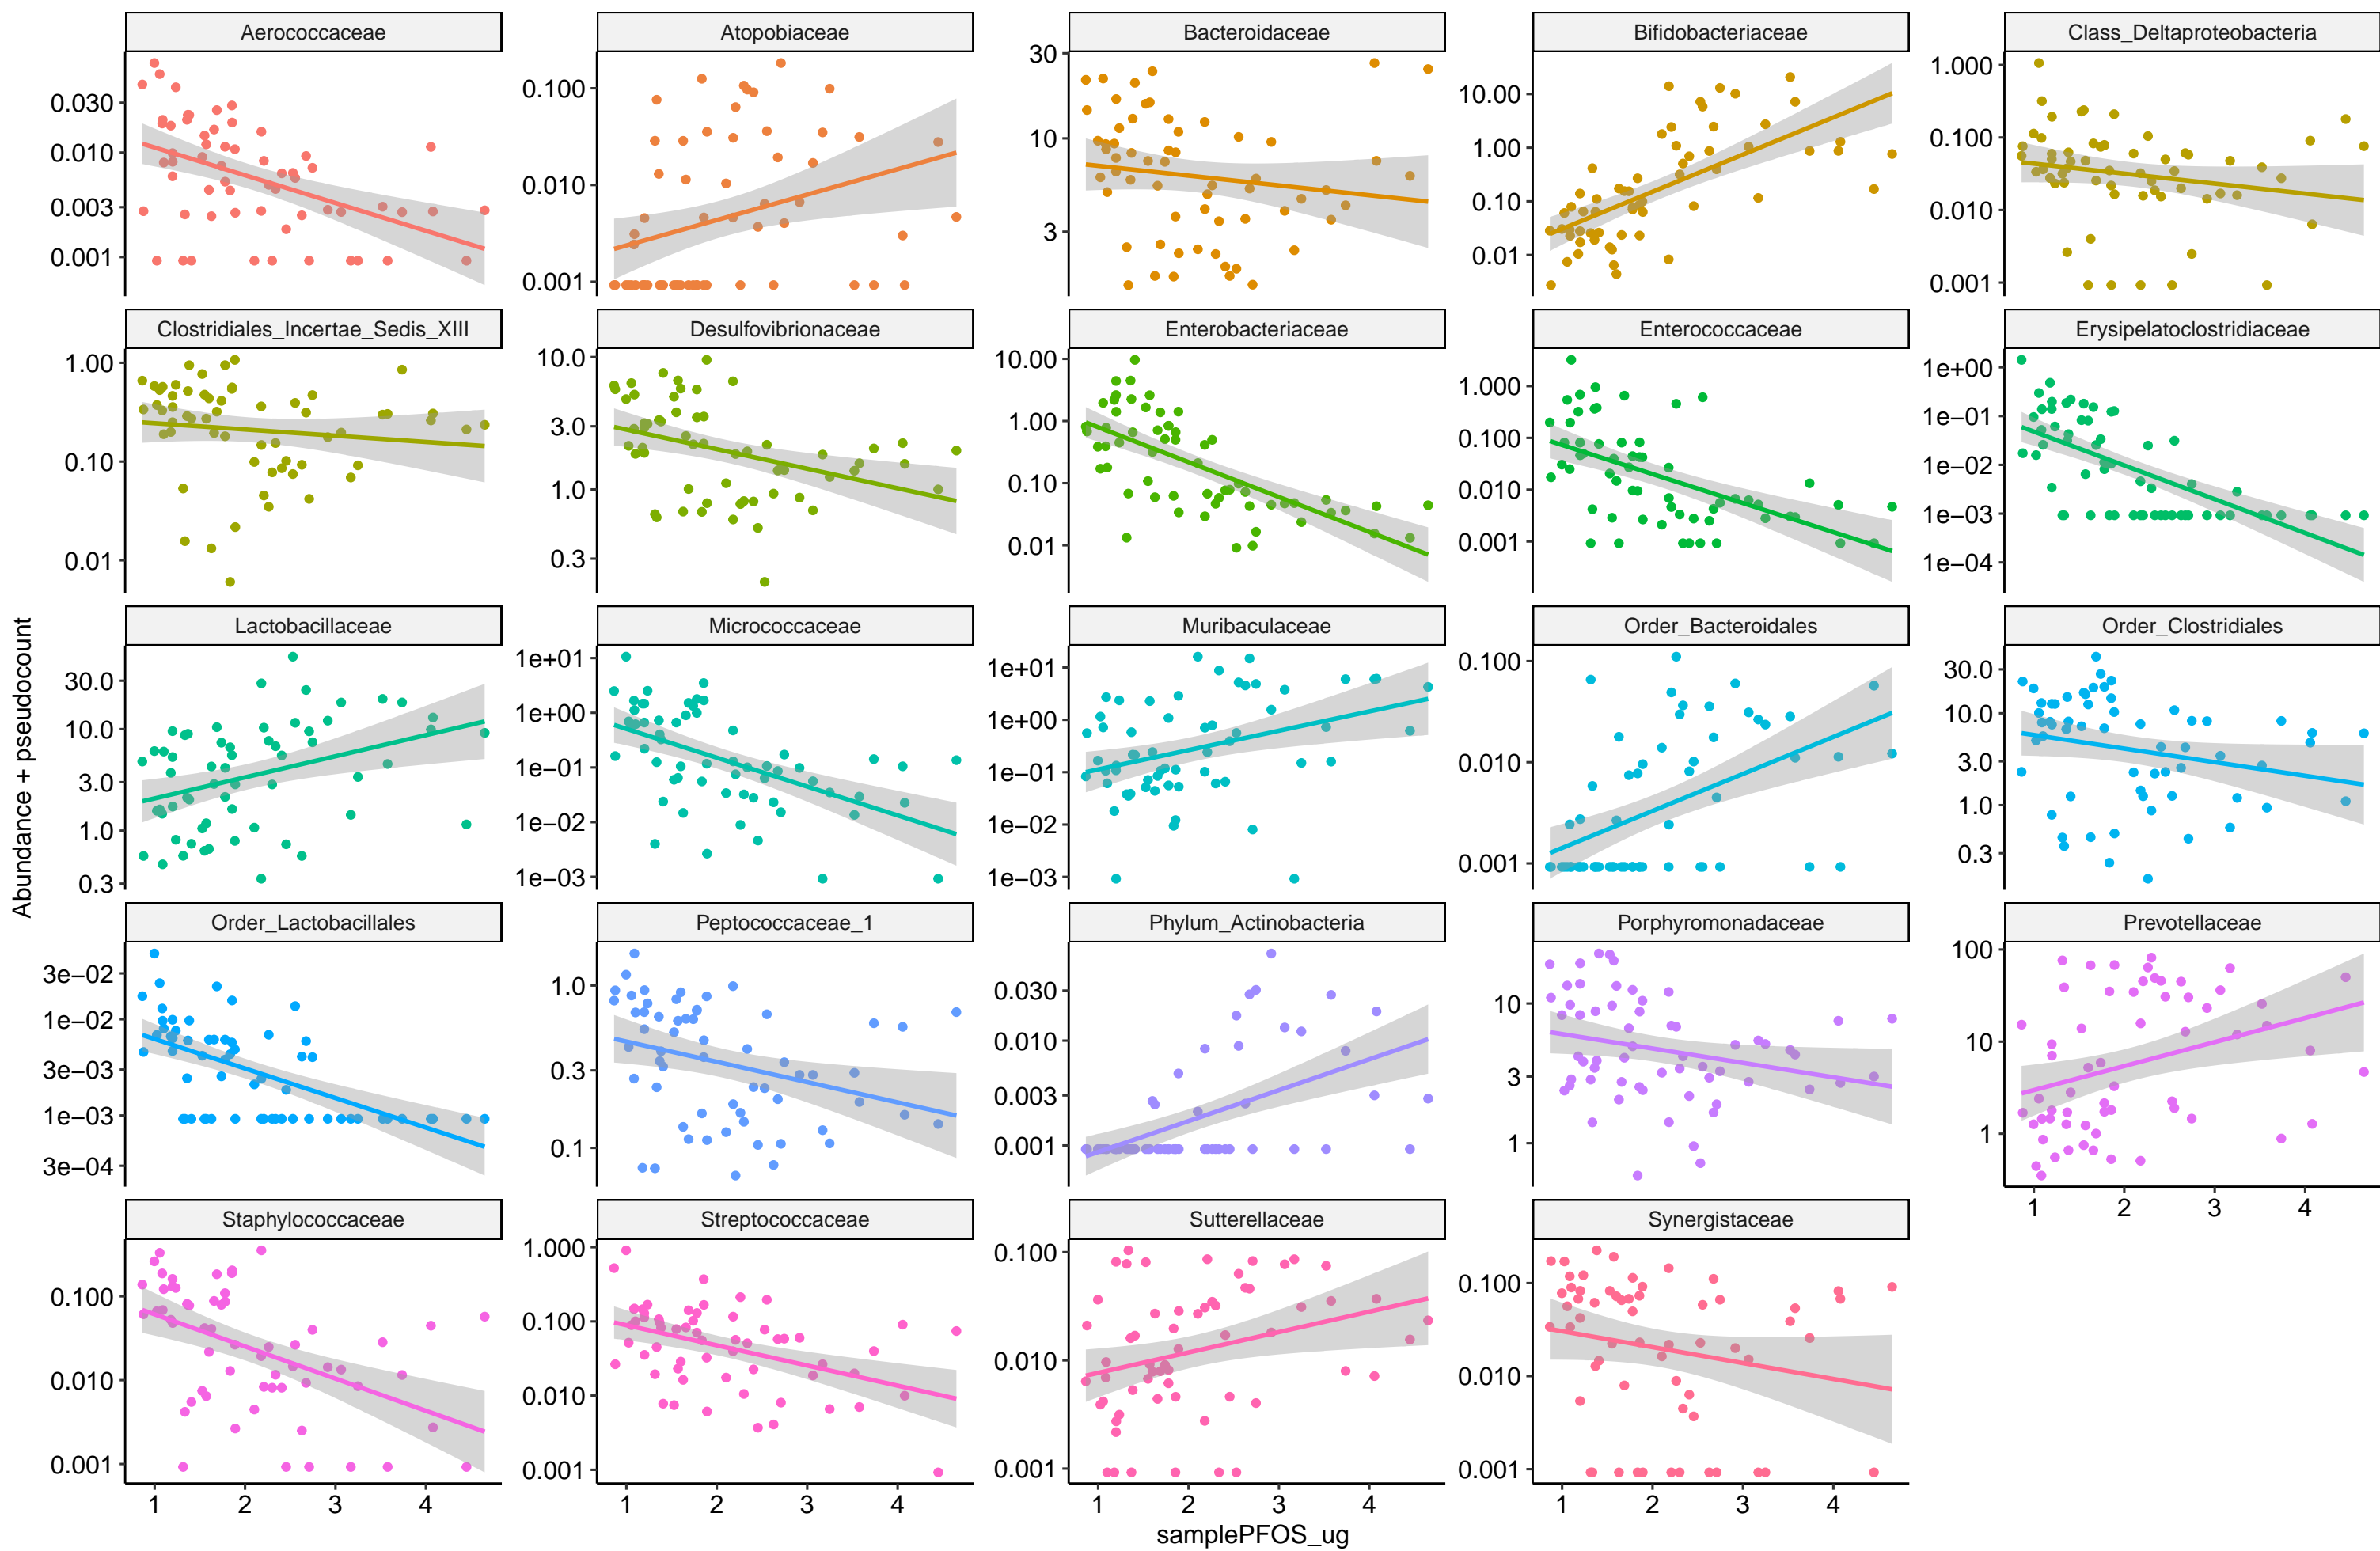 Aerococcaceae
Atopobiaceae
Bacteroidaceae
Bifidobacteriaceae
Class_Deltaproteobacteria
0.030
0.010
0.003
0.001
0.100
0.010
0.001
30
10
3
10.00
1.00
0.10
0.01
1.000
0.100
0.010
0.001
Clostridiales_Incertae_Sedis_XIII
Desulfovibrionaceae
Enterobacteriaceae
Enterococcaceae
Erysipelatoclostridiaceae
1.00
0.10
0.01
10.0
3.0
1.0
0.3
10.00
1.00
0.10
0.01
1.000
0.100
0.010
0.001
1e+00
1e−01
1e−02
1e−03
1e−04
Abundance + pseudocount
Lactobacillaceae
Micrococcaceae
Muribaculaceae
Order_Bacteroidales
Order_Clostridiales
30.0
10.0
3.0
1.0
0.3
1e+01
1e+00
1e−01
1e−02
1e−03
1e+01
1e+00
1e−01
1e−02
1e−03
0.100
0.010
0.001
30.0
10.0
3.0
1.0
0.3
Order_Lactobacillales
Peptococcaceae_1
Phylum_Actinobacteria
Porphyromonadaceae
Prevotellaceae
3e−02
1e−02
3e−03
1e−03
3e−04
1.0
0.3
0.1
0.030
0.010
0.003
0.001
10
3
1
100
10
1
1 2 3 4
Staphylococcaceae
Streptococcaceae
Sutterellaceae
Synergistaceae
0.100
0.010
0.001
1.000
0.100
0.010
0.001
0.100
0.010
0.001
0.100
0.010
0.001
1 2 3 4
1 2 3 4
1 2 3 4
1 2 3 4
samplePFOS_ug